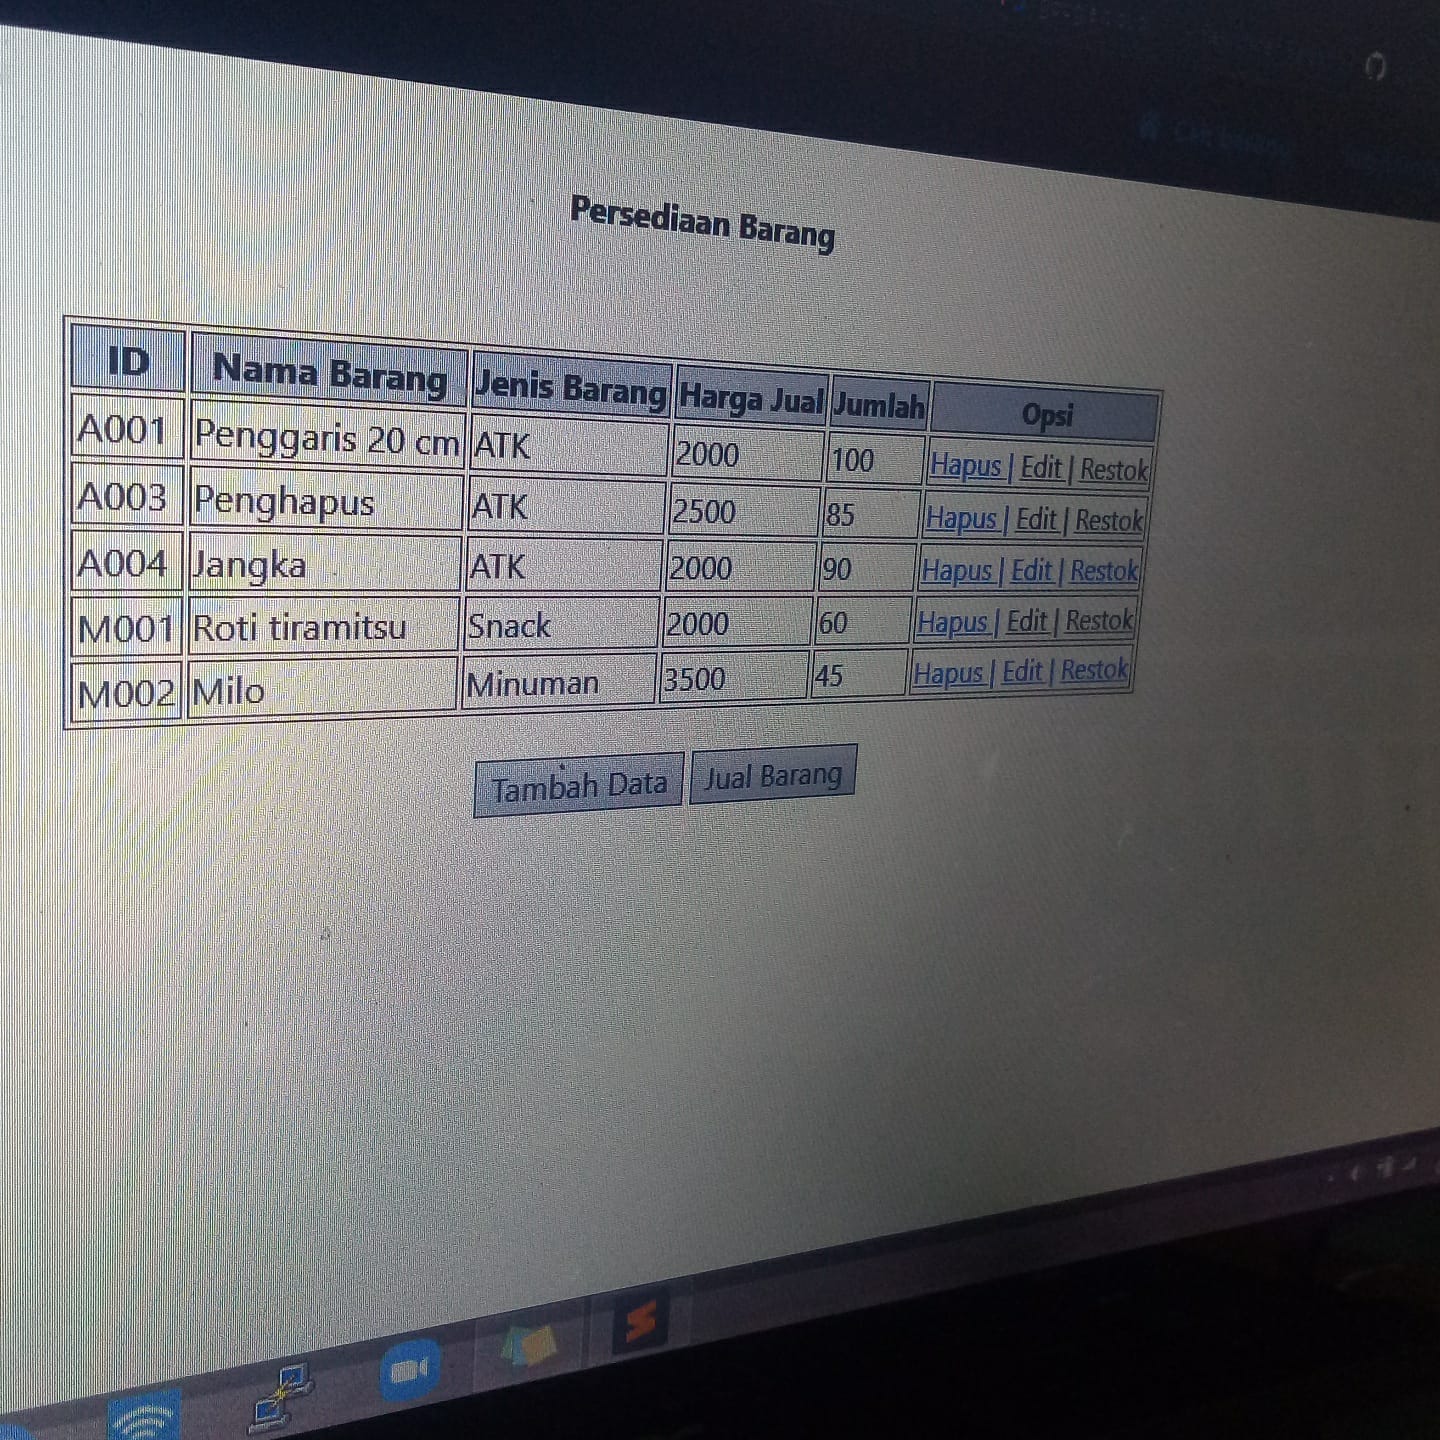 Persediaan Barang
ID Nama Barang Jenis Barang Harga Jual Jumlah Opsi
A001 Penggaris 20 cm ATK 2000 100 Hapus | Edit | Restok
A003 Penghapus ATK 2500 85 Hapus | Edit | Restok
A004 Jangka ATK 2000 90 Hapus | Edit | Restok
M001 Roti tiramitsu Snack 2000 60 Hapus | Edit | Restok
M002 Milo Minuman 3500 45 Hapus | Edit | Restok
Tambah Data Jual Barang